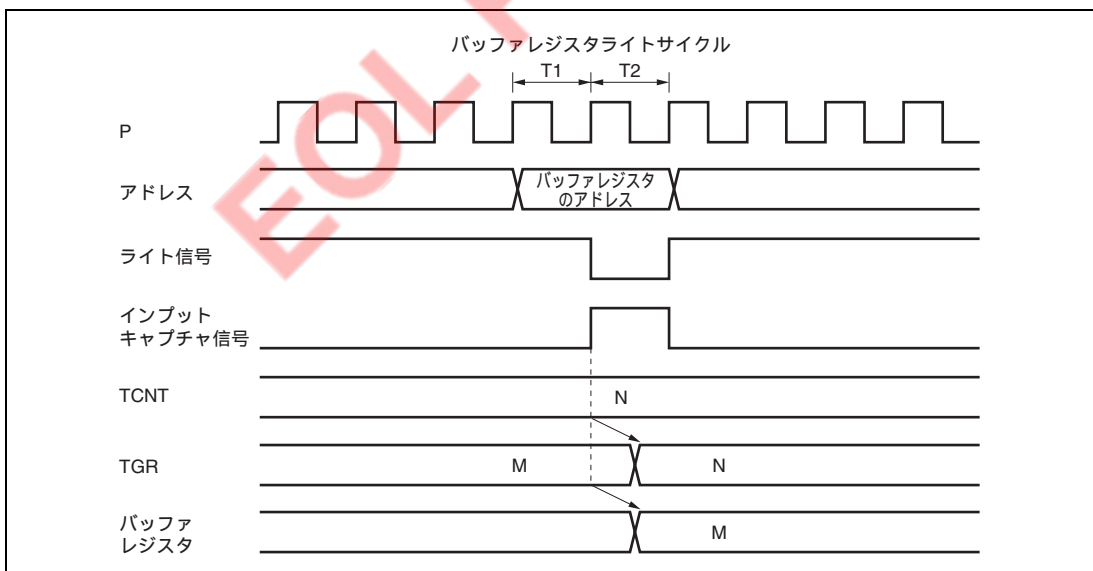 バッファレジスタライトサイクル
T1 T2
P
アドレス
バッファレジスタ
のアドレス
ライト信号
インプット
キャプチャ信号
TCNT
N
TGR
M N
バッファ
レジスタ
M
EOL